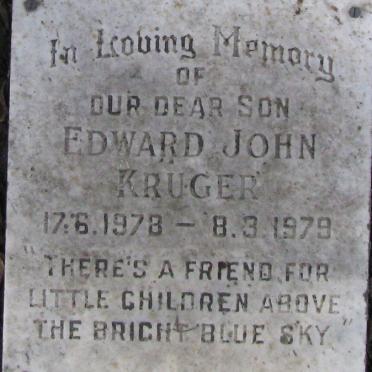 In Loving Memory
OF
OUR DEAR SON
EDWARD JOHN
KRUGER
17.6.1978 — 8.3.1979
"THERE'S A FRIEND FOR
LITTLE CHILDREN ABOVE
THE BRIGHT BLUE SKY"